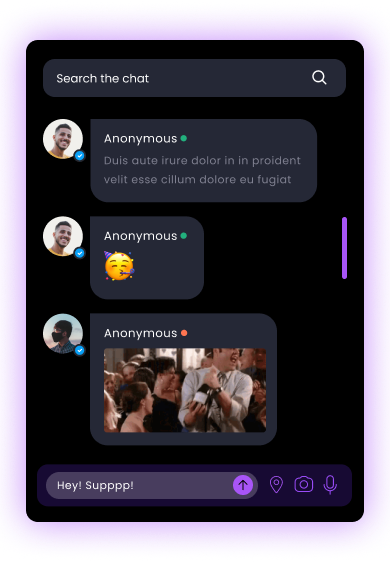 Search the chat
Anonymous
Duis aute irure dolor in in proident
velit esse cillum dolore eu fugiat
Anonymous
Anonymous
Hey! Supppp!